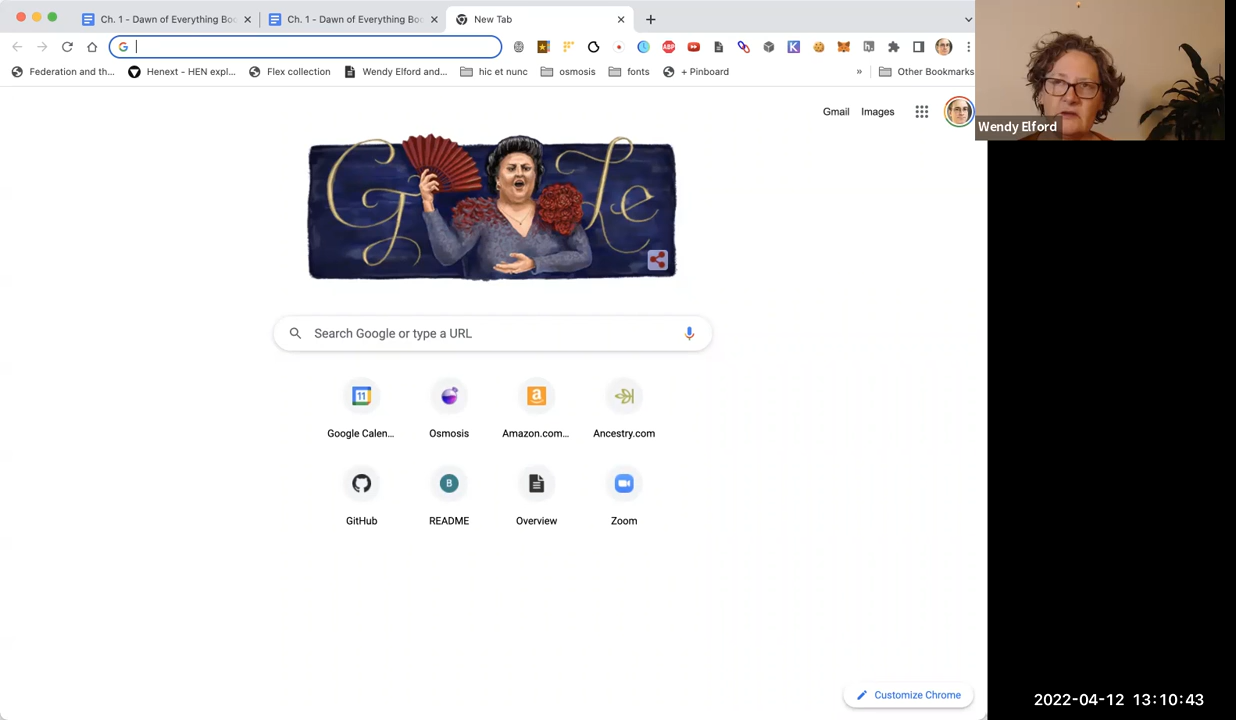 Ch. 1 - Dawn of Everything Boo
Ch. 1 - Dawn of Everything Boo
New Tab
Federation and th...
Henext - HEN expl...
Flex collection
Wendy Elford and...
hic et nunc
osmosis
fonts
+ Pinboard
»
Other Bookmarks
Gmail
Images
Wendy Elford
Google
Search Google or type a URL
Google Calen...
Osmosis
Amazon.com...
Ancestry.com
GitHub
README
Overview
Zoom
Customize Chrome
2022-04-12 13:10:43